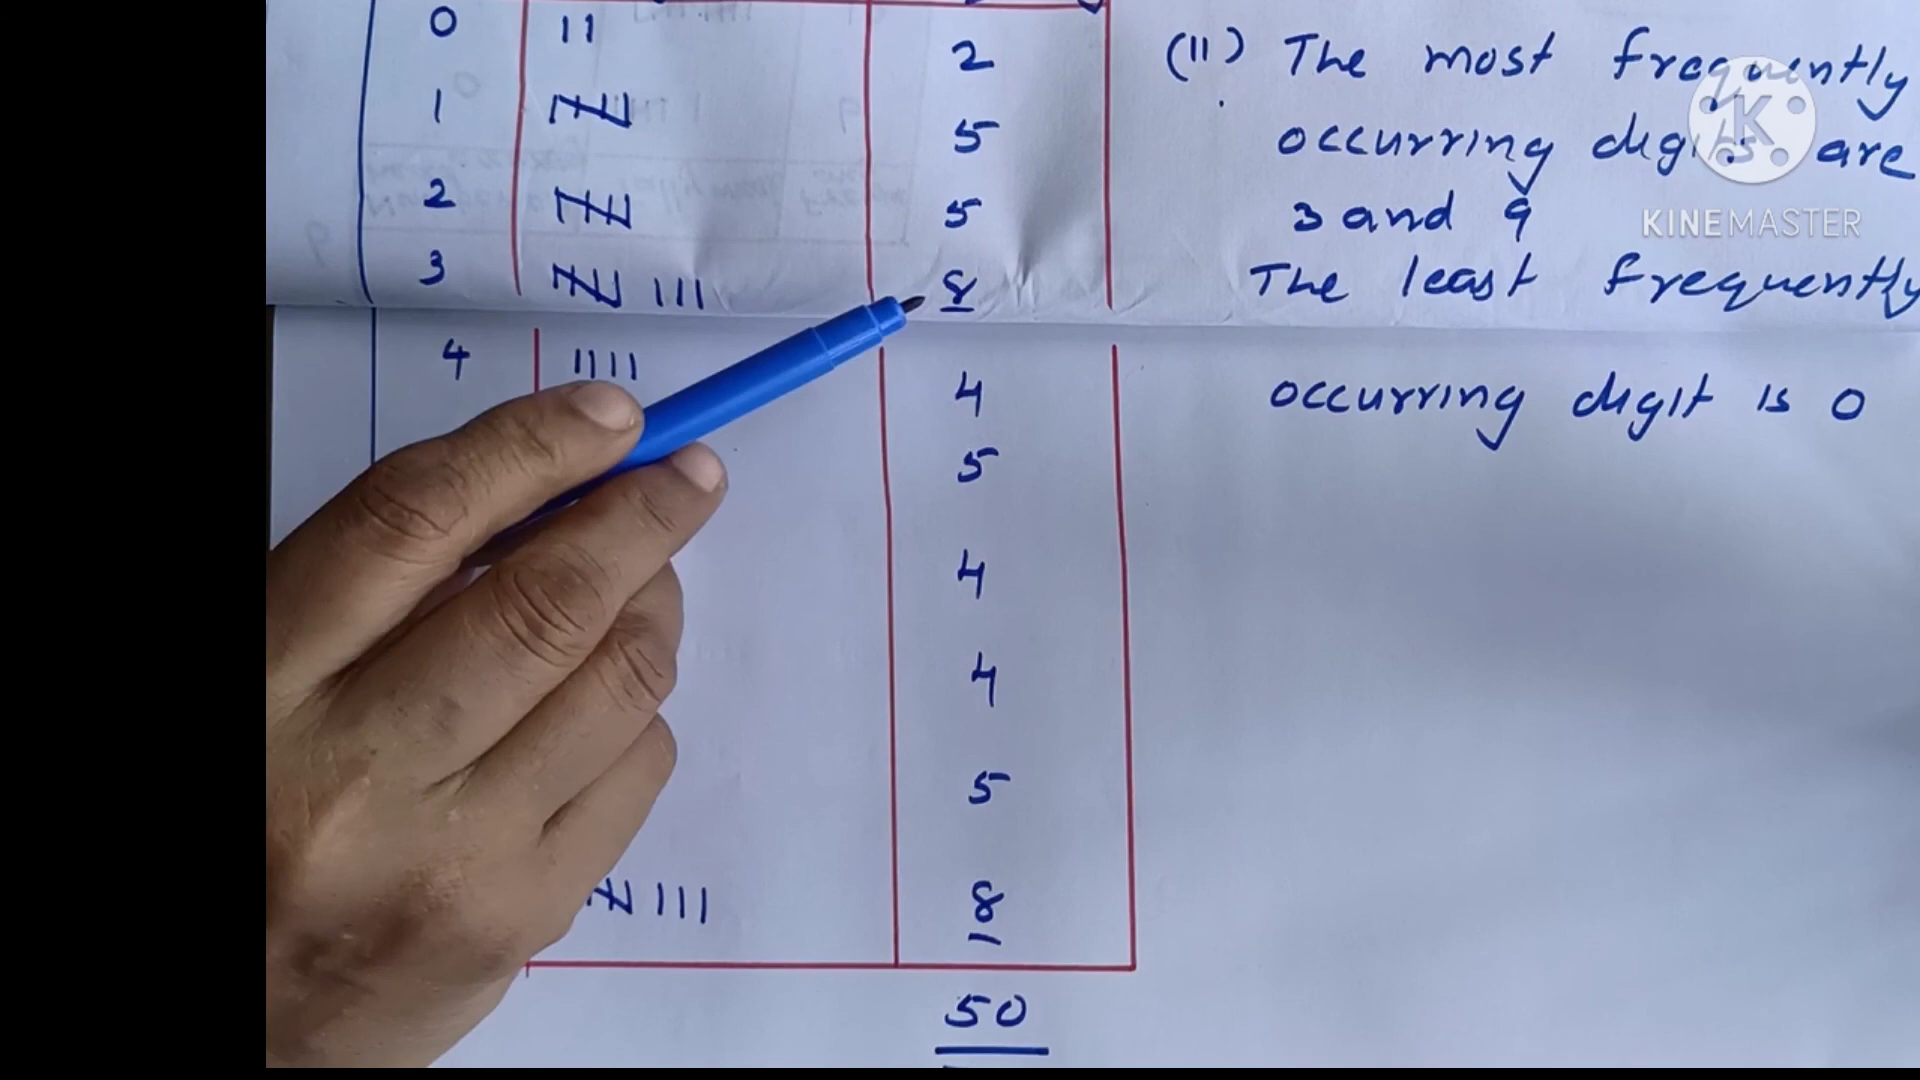 0 || 2
1 𝍸 5
2 𝍸 5
3 𝍸 ||| 8
4 |||| 4
5
4
4
5
||| 8
50
(11) The most frequently
occurring digits are
3 and 9
The least frequently
occurring digit is 0
KINEMASTER